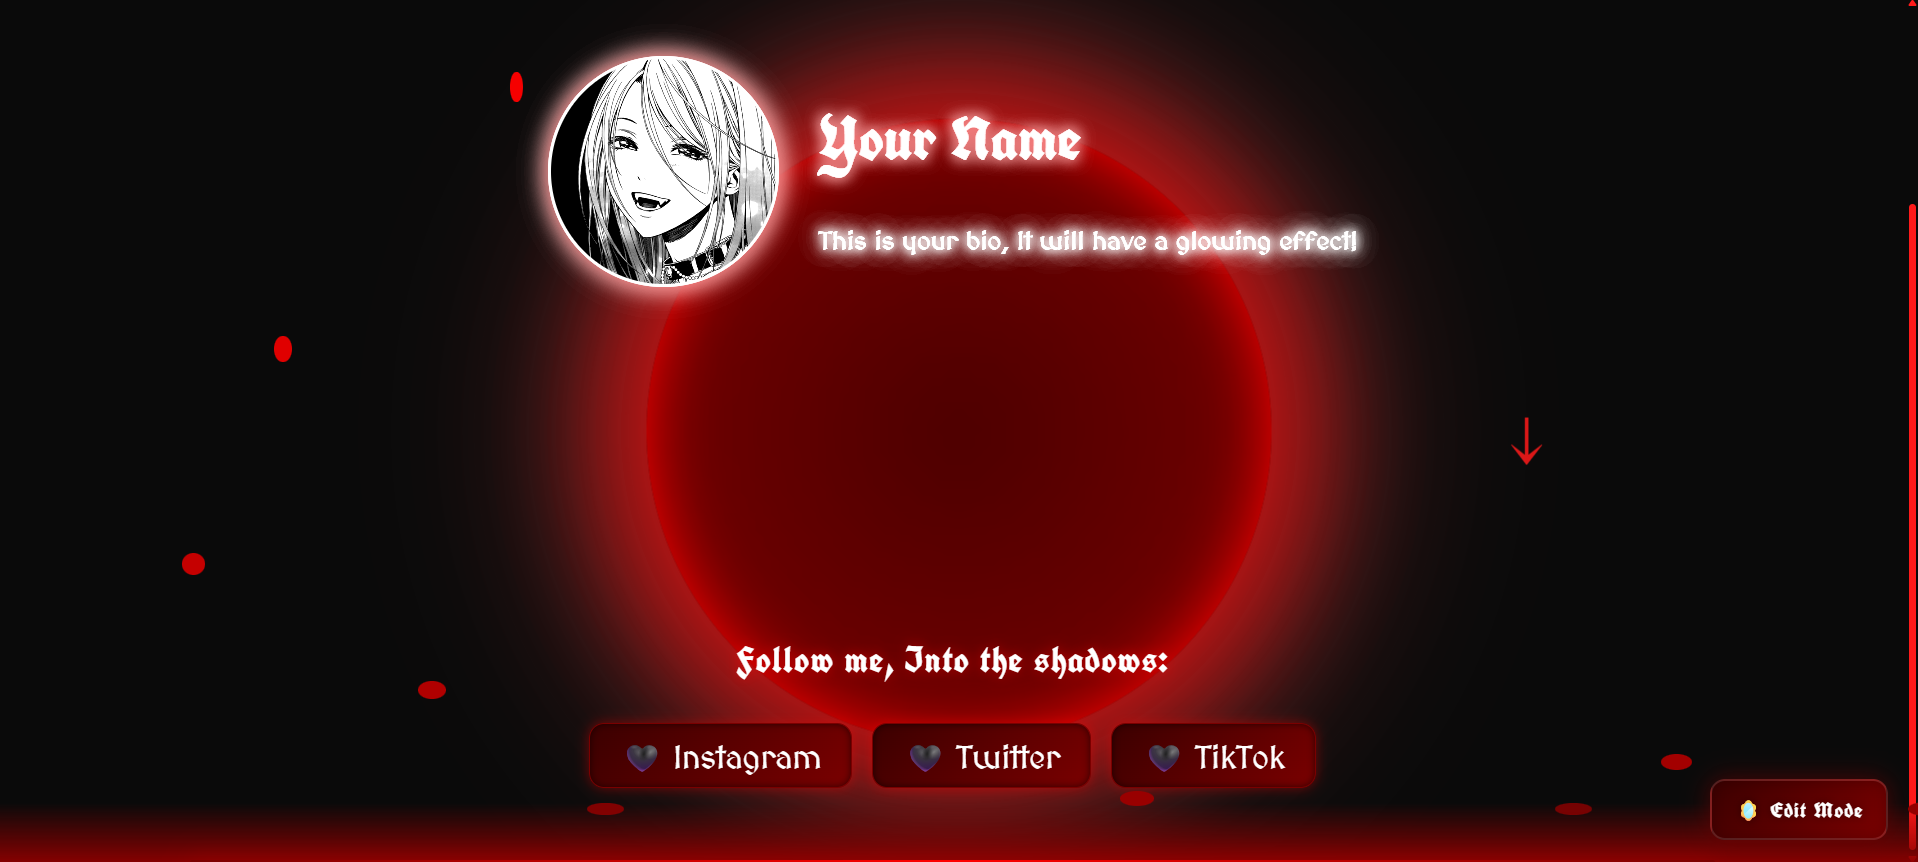 Your Name
This is your bio, It will have a glowing effect!
Follow me, Into the shadows:
🖤 Instagram
🖤 Twitter
🖤 TikTok
🪞 Edit Mode